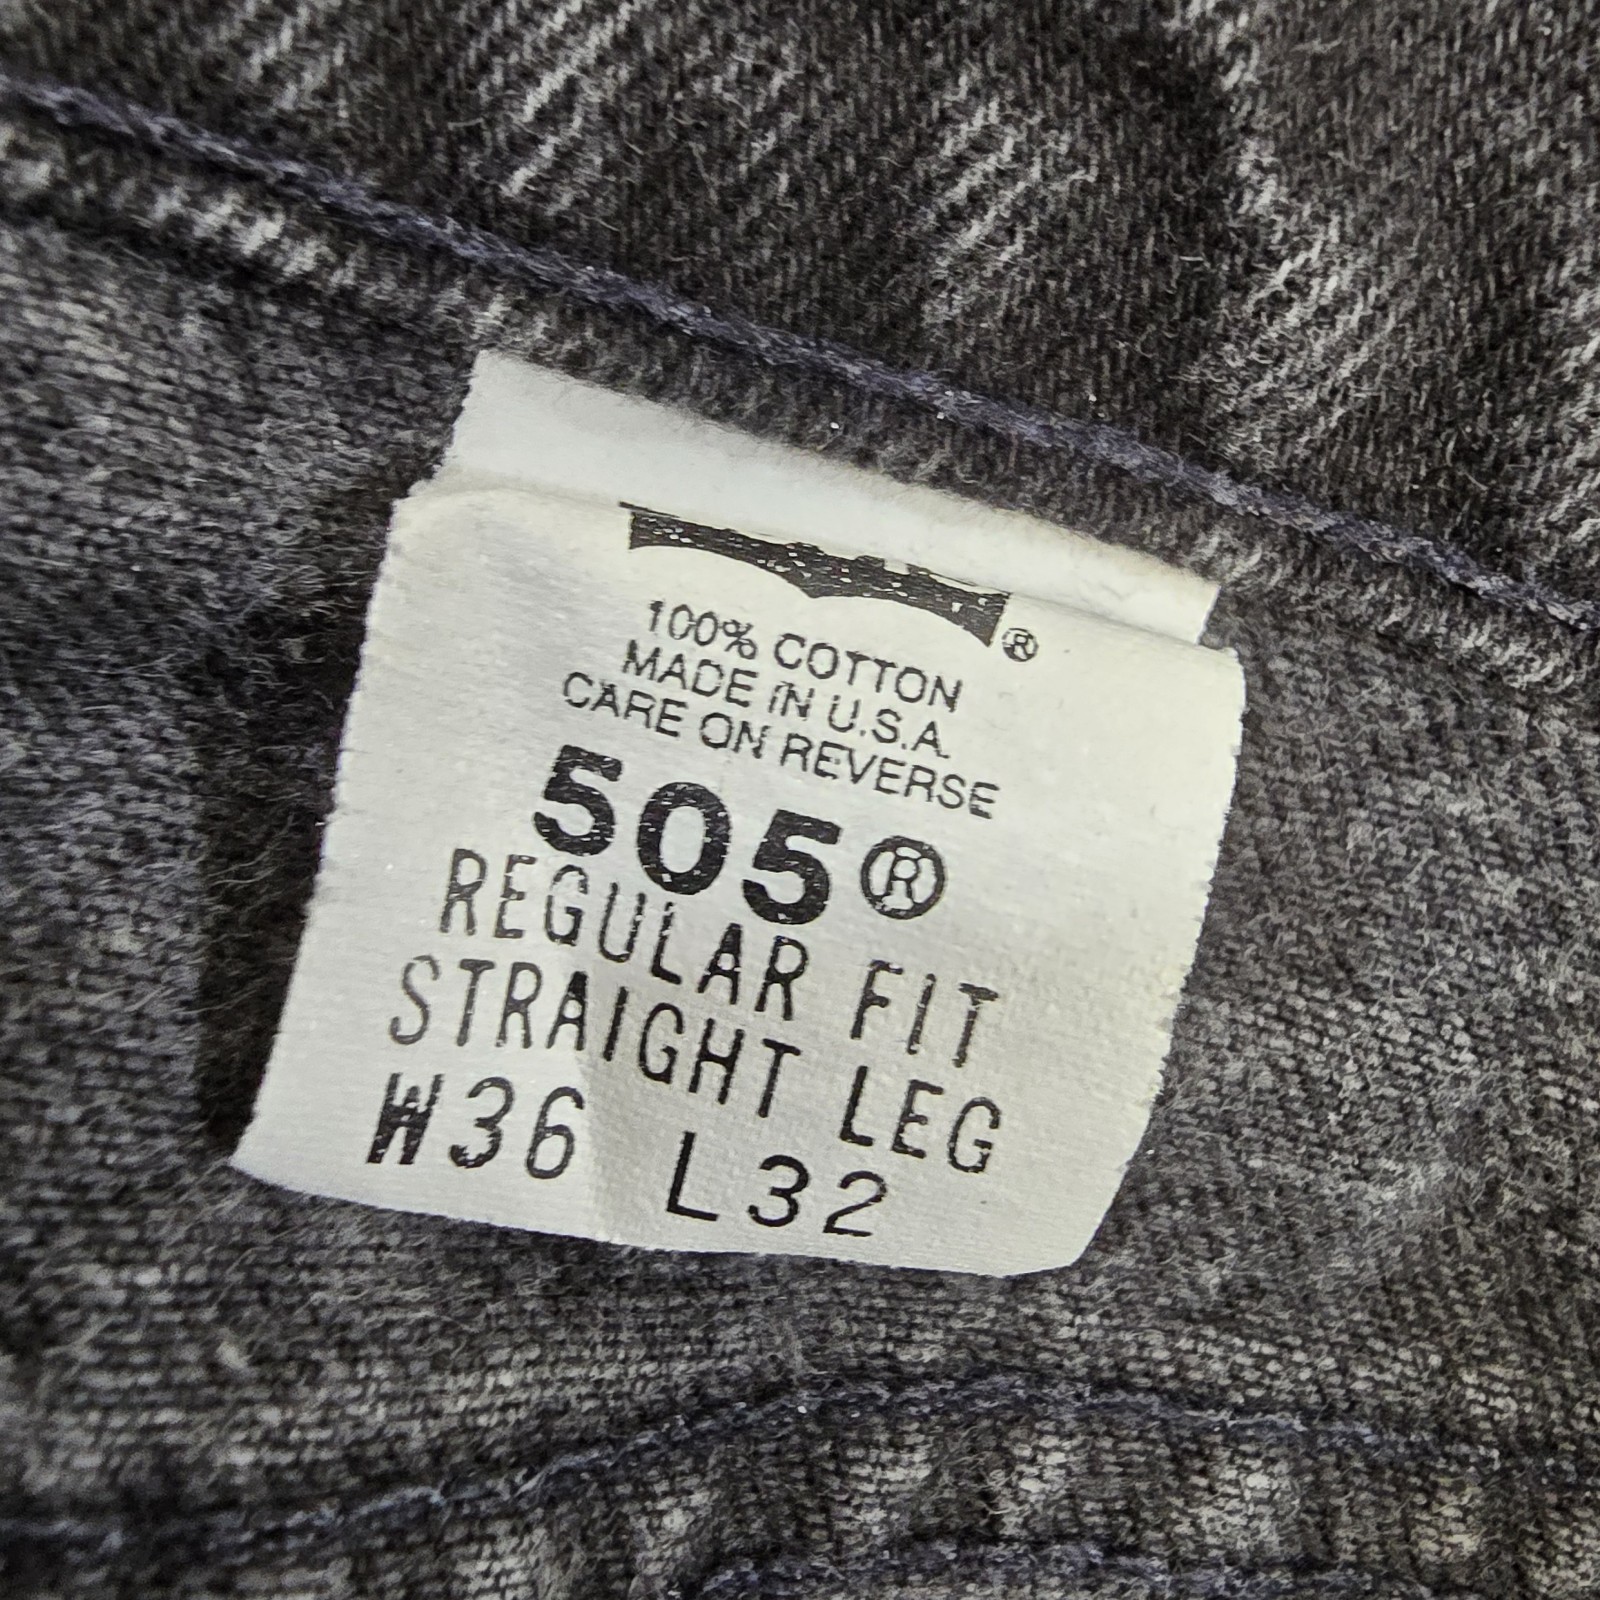 ®
100% COTTON
MADE IN U.S.A.
CARE ON REVERSE
505®
REGULAR FIT
STRAIGHT LEG
W36 L32